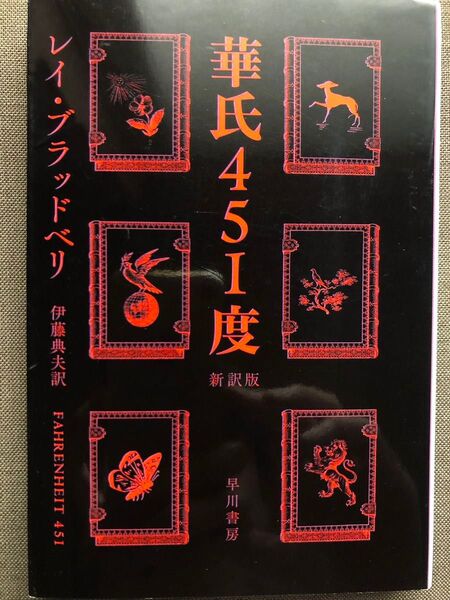 華氏451度
新訳版
レイ・ブラッドベリ
伊藤典夫訳
FAHRENHEIT 451
早川書房